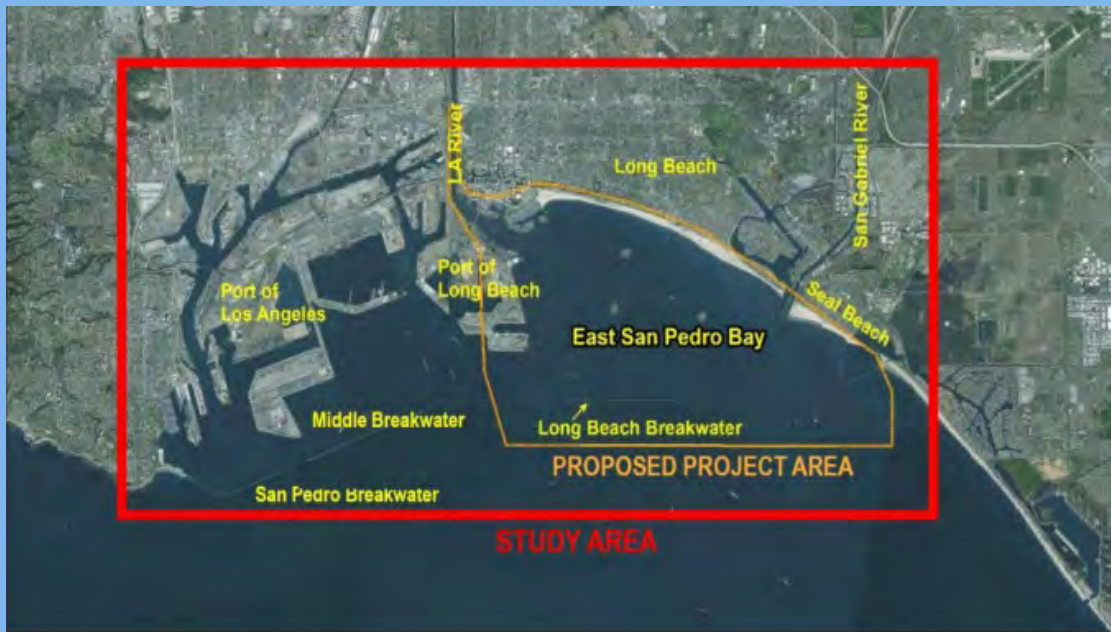 LA River
Long Beach
San Gabriel River
Port of
Los Angeles
Port of
Long Beach
Seal Beach
East San Pedro Bay
Middle Breakwater
Long Beach Breakwater
PROPOSED PROJECT AREA
San Pedro Breakwater
STUDY AREA